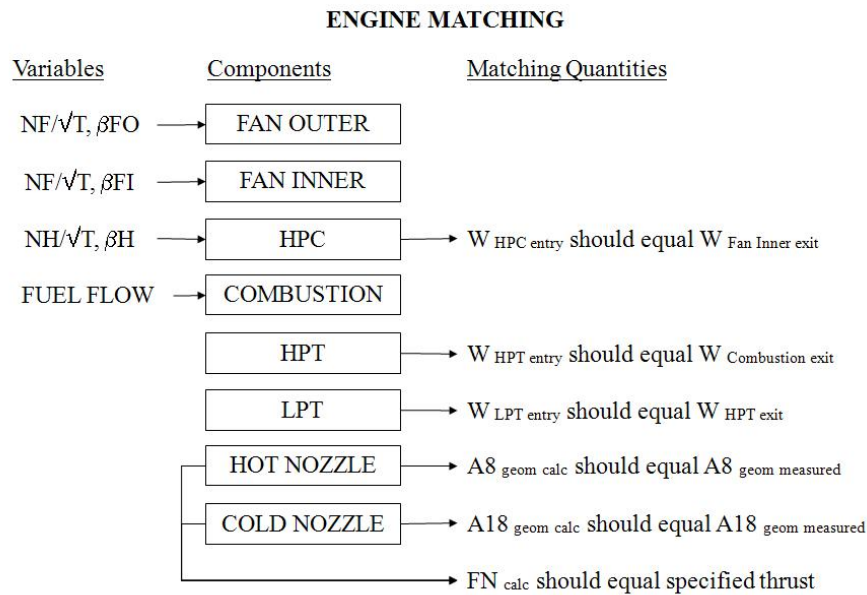 ENGINE MATCHING
Variables Components Matching Quantities
NF/√T, βFO FAN OUTER
NF/√T, βFI FAN INNER
NH/√T, βH HPC W HPC entry should equal W Fan Inner exit
FUEL FLOW COMBUSTION
HPT W HPT entry should equal W Combustion exit
LPT W LPT entry should equal W HPT exit
HOT NOZZLE A8 geom calc should equal A8 geom measured
COLD NOZZLE A18 geom calc should equal A18 geom measured
FN calc should equal specified thrust